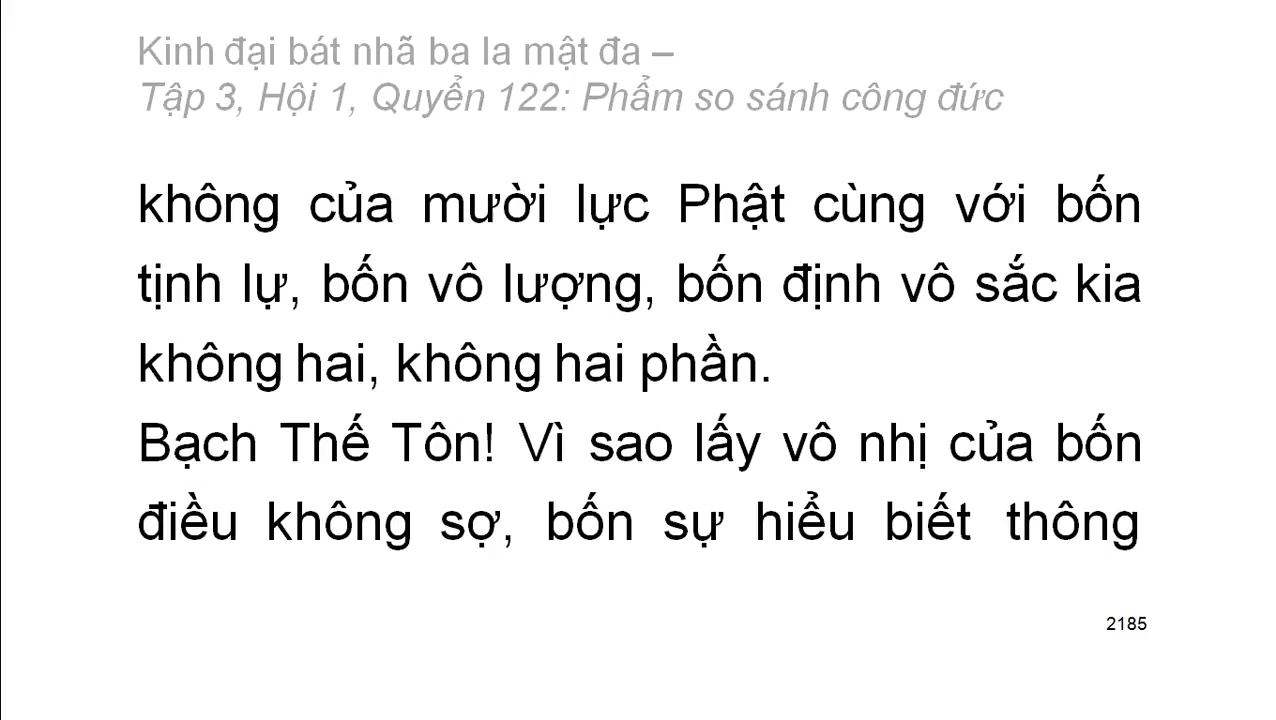 Kinh đại bát nhã ba la mật đa –
Tập 3, Hội 1, Quyển 122: Phẩm so sánh công đức
không của mười lực Phật cùng với bốn
tịnh lự, bốn vô lượng, bốn định vô sắc kia
không hai, không hai phần.
Bạch Thế Tôn! Vì sao lấy vô nhị của bốn
điều không sợ, bốn sự hiểu biết thông
2185